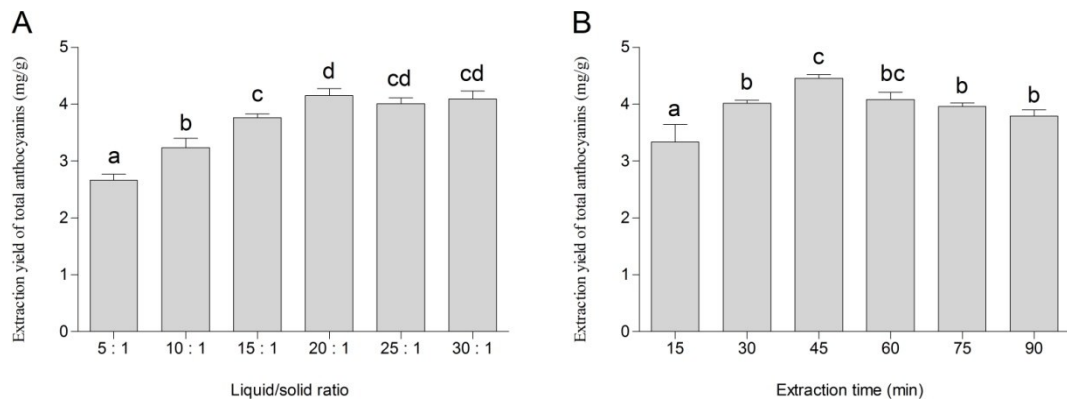 A
Extraction yield of total anthocyanins (mg/g)
5
4
3
2
1
0
a
b
c
d
cd
cd
5 : 1 10 : 1 15 : 1 20 : 1 25 : 1 30 : 1
Liquid/solid ratio
B
Extraction yield of total anthocyanins (mg/g)
5
4
3
2
1
0
a
b
c
bc
b
b
15 30 45 60 75 90
Extraction time (min)